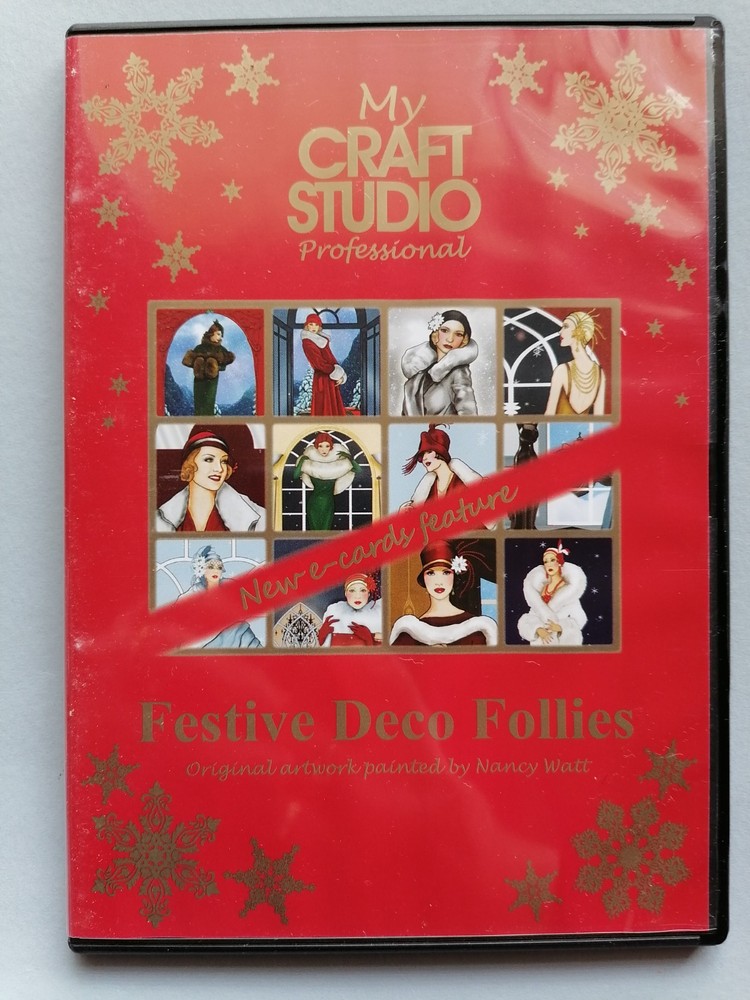 My
CRAFT
STUDIO®
Professional
New e-cards feature
Festive Deco Follies
Original artwork painted by Nancy Watt